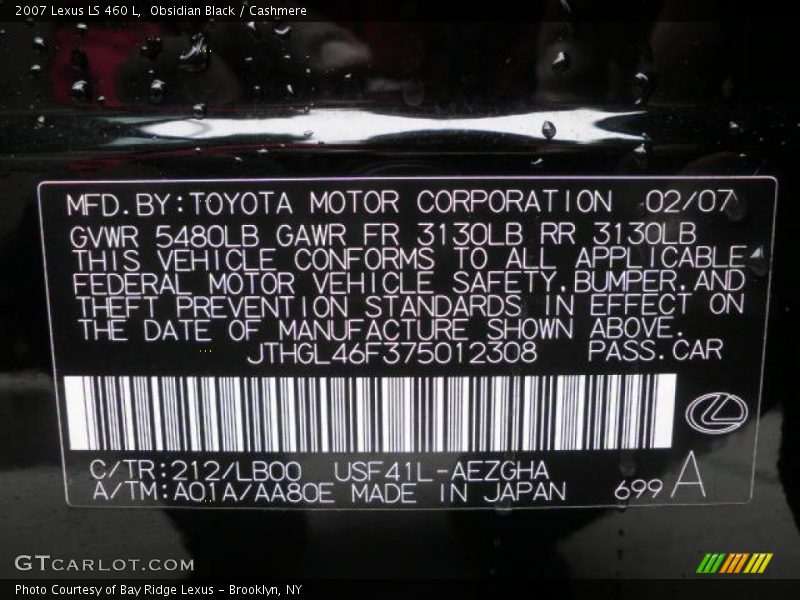 2007 Lexus LS 460 L,  Obsidian Black / Cashmere
MFD.BY:TOYOTA MOTOR CORPORATION 02/07
GVWR 5480LB GAWR FR 3130LB RR 3130LB
THIS VEHICLE CONFORMS TO ALL APPLICABLE
FEDERAL MOTOR VEHICLE SAFETY,BUMPER,AND
THEFT PREVENTION STANDARDS IN EFFECT ON
THE DATE OF MANUFACTURE SHOWN ABOVE.
JTHGL46F375012308 PASS.CAR
C/TR:212/LB00 USF41L-AEZGHA
A/TM:A01A/AA80E MADE IN JAPAN 699 A
GTCARLOT.COM
Photo Courtesy of Bay Ridge Lexus - Brooklyn, NY